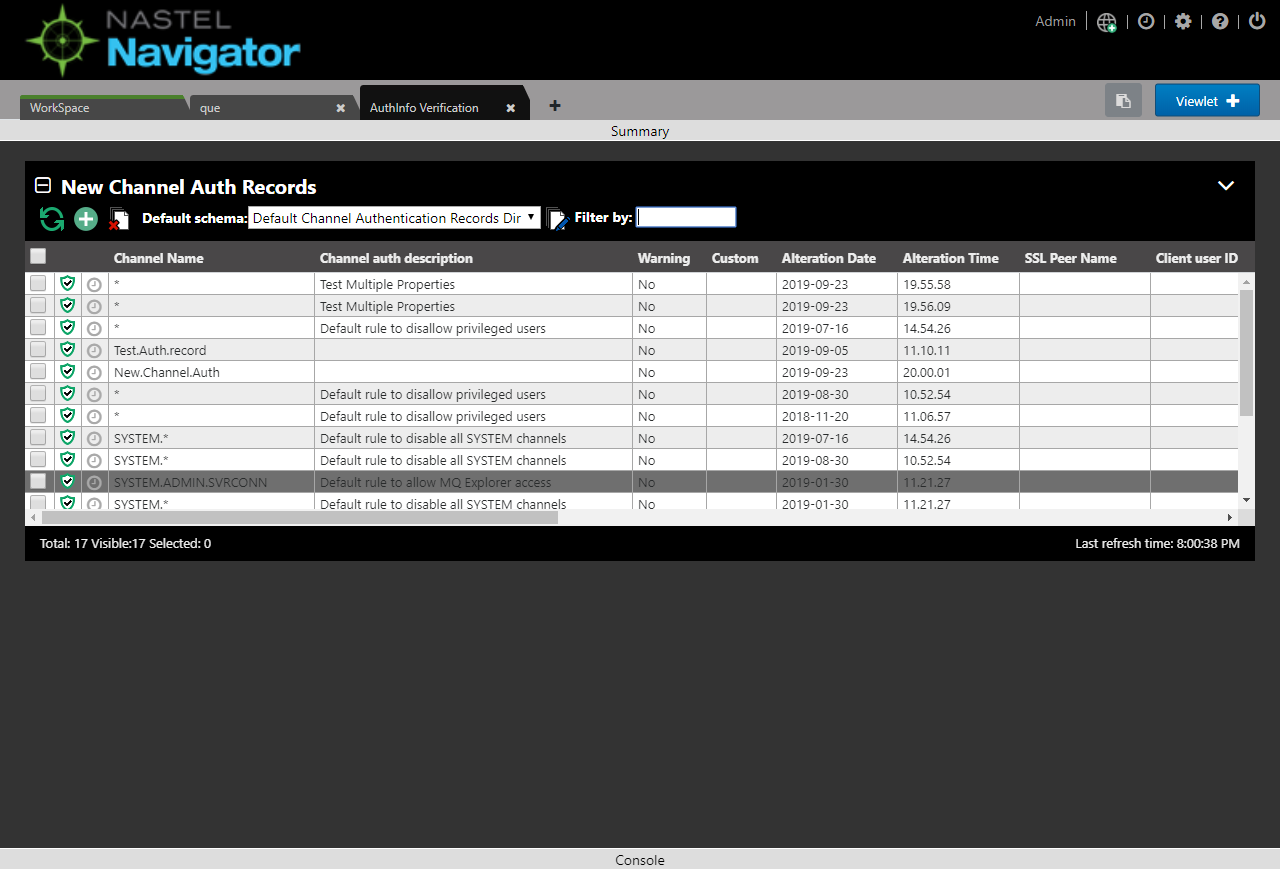 NASTEL
Navigator
Admin
WorkSpace
que
AuthInfo Verification
Viewlet
Summary
New Channel Auth Records
Default schema: Default Channel Authentication Records Dir Filter by:
Channel Name Channel auth description Warning Custom Alteration Date Alteration Time SSL Peer Name Client user ID
* Test Multiple Properties No 2019-09-23 19.55.58
* Test Multiple Properties No 2019-09-23 19.56.09
* Default rule to disallow privileged users No 2019-07-16 14.54.26
Test.Auth.record No 2019-09-05 11.10.11
New.Channel.Auth No 2019-09-23 20.00.01
* Default rule to disallow privileged users No 2019-08-30 10.52.54
* Default rule to disallow privileged users No 2018-11-20 11.06.57
SYSTEM.* Default rule to disable all SYSTEM channels No 2019-07-16 14.54.26
SYSTEM.* Default rule to disable all SYSTEM channels No 2019-08-30 10.52.54
SYSTEM.ADMIN.SVRCONN Default rule to allow MQ Explorer access No 2019-01-30 11.21.27
SYSTEM.* Default rule to disable all SYSTEM channels No 2019-01-30 11.21.27
Total: 17 Visible:17 Selected: 0 Last refresh time: 8:00:38 PM
Console